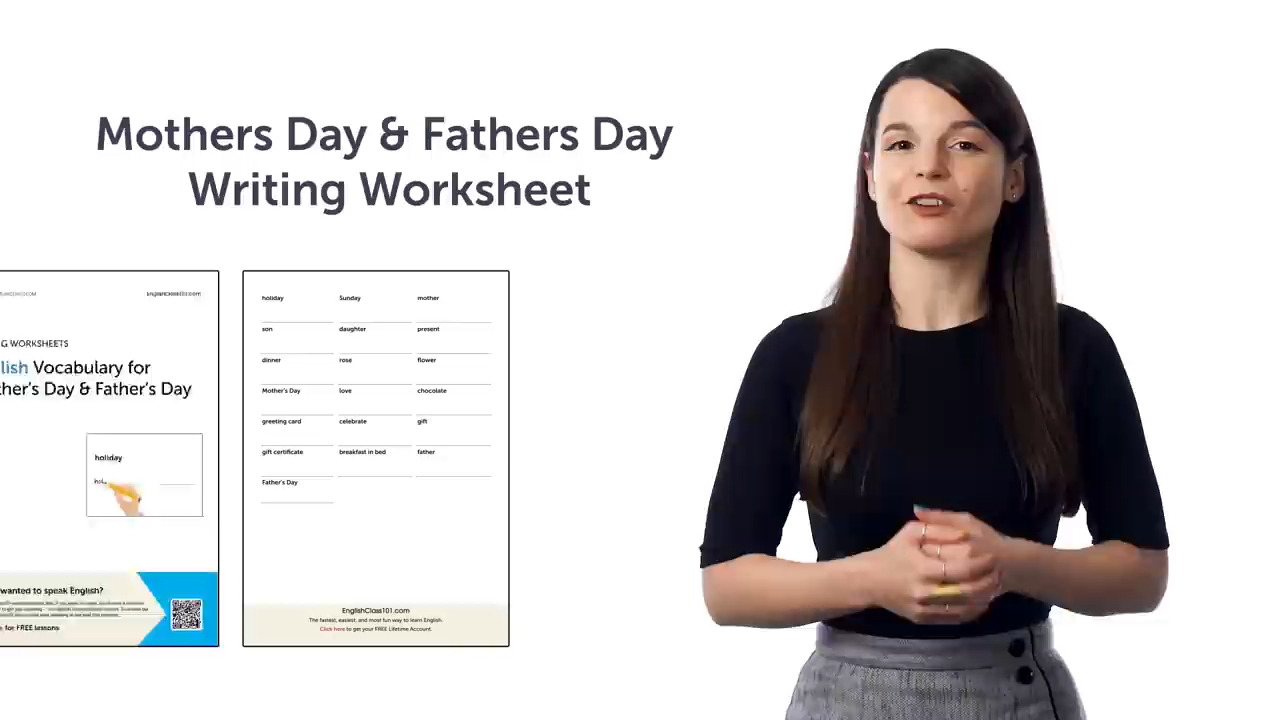 Mothers Day & Fathers Day
Writing Worksheet
EnglishClass101.com
G WORKSHEETS
lish Vocabulary for
her's Day & Father's Day
holiday
wanted to speak English?
for FREE lessons
holiday Sunday mother
son daughter present
dinner rose flower
Mother's Day love chocolate
greeting card celebrate gift
gift certificate breakfast in bed father
Father's Day
EnglishClass101.com
The fastest, easiest, and most fun way to learn English.
Click here to get your FREE Lifetime Account.